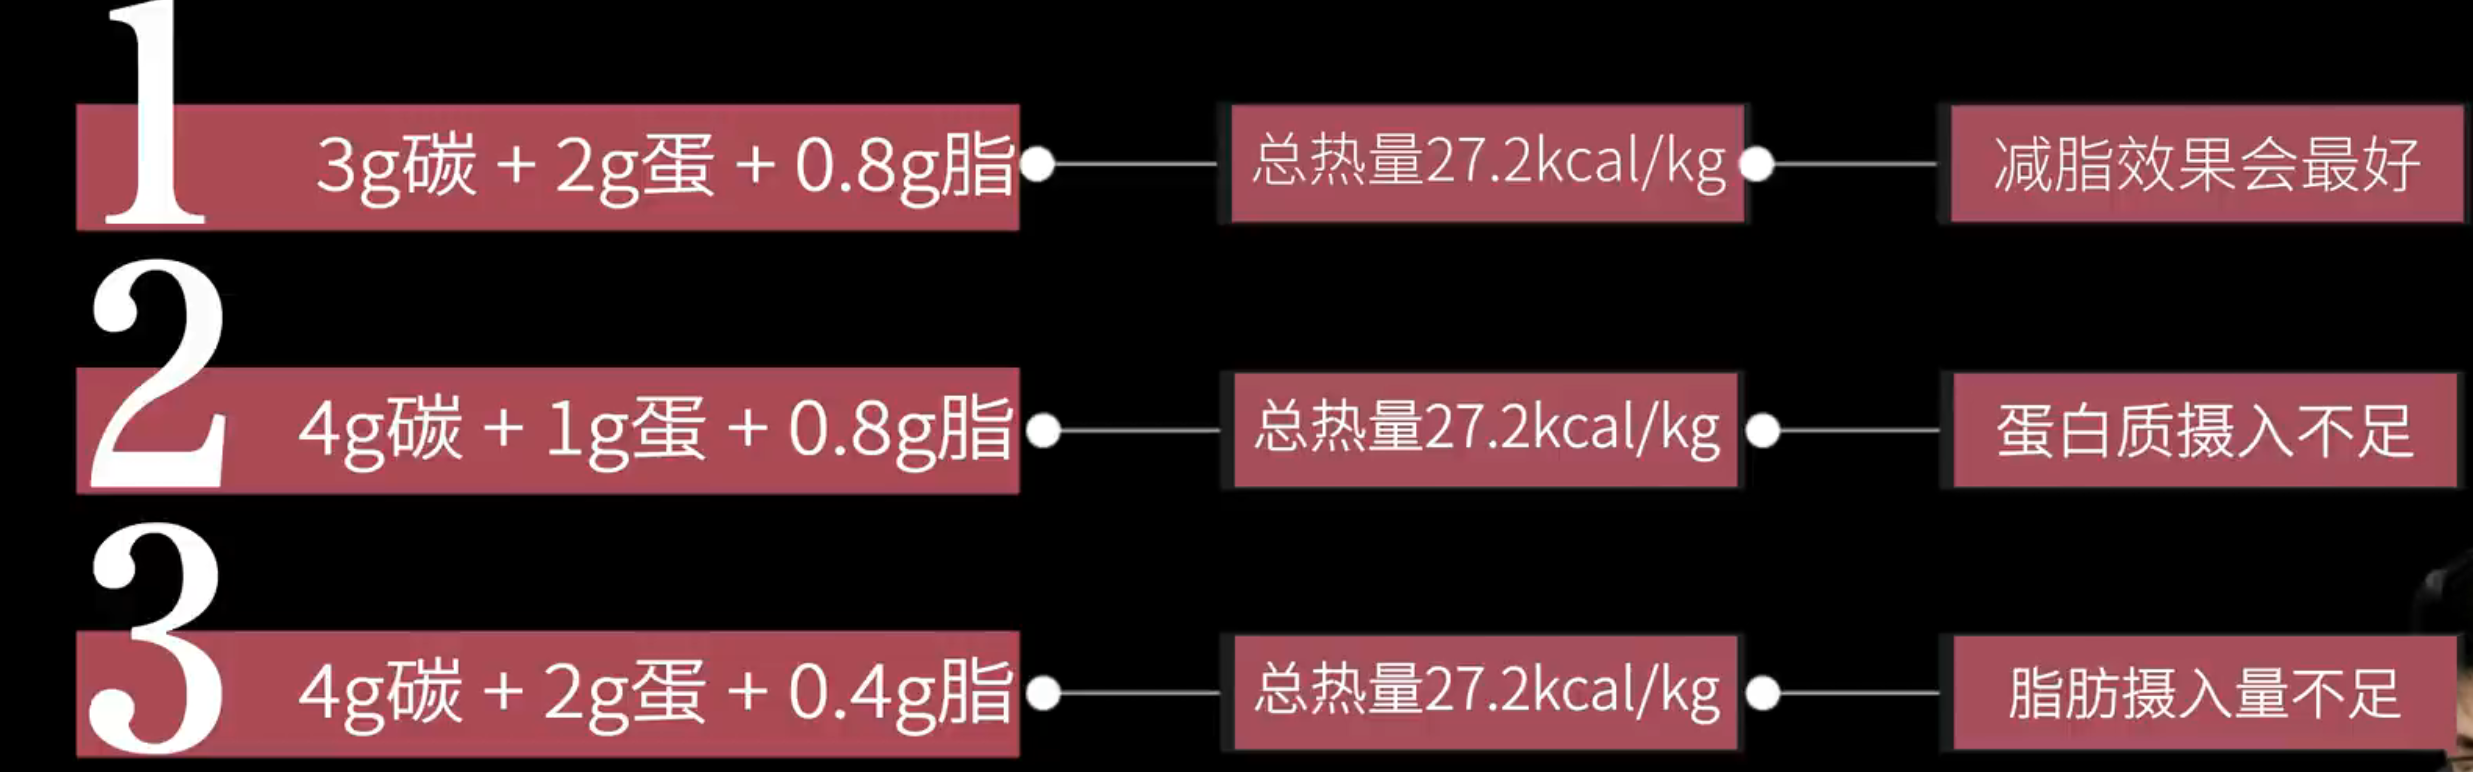 1
3g碳 + 2g蛋 + 0.8g脂
总热量27.2kcal/kg
减脂效果会最好
2
4g碳 + 1g蛋 + 0.8g脂
总热量27.2kcal/kg
蛋白质摄入不足
3
4g碳 + 2g蛋 + 0.4g脂
总热量27.2kcal/kg
脂肪摄入量不足